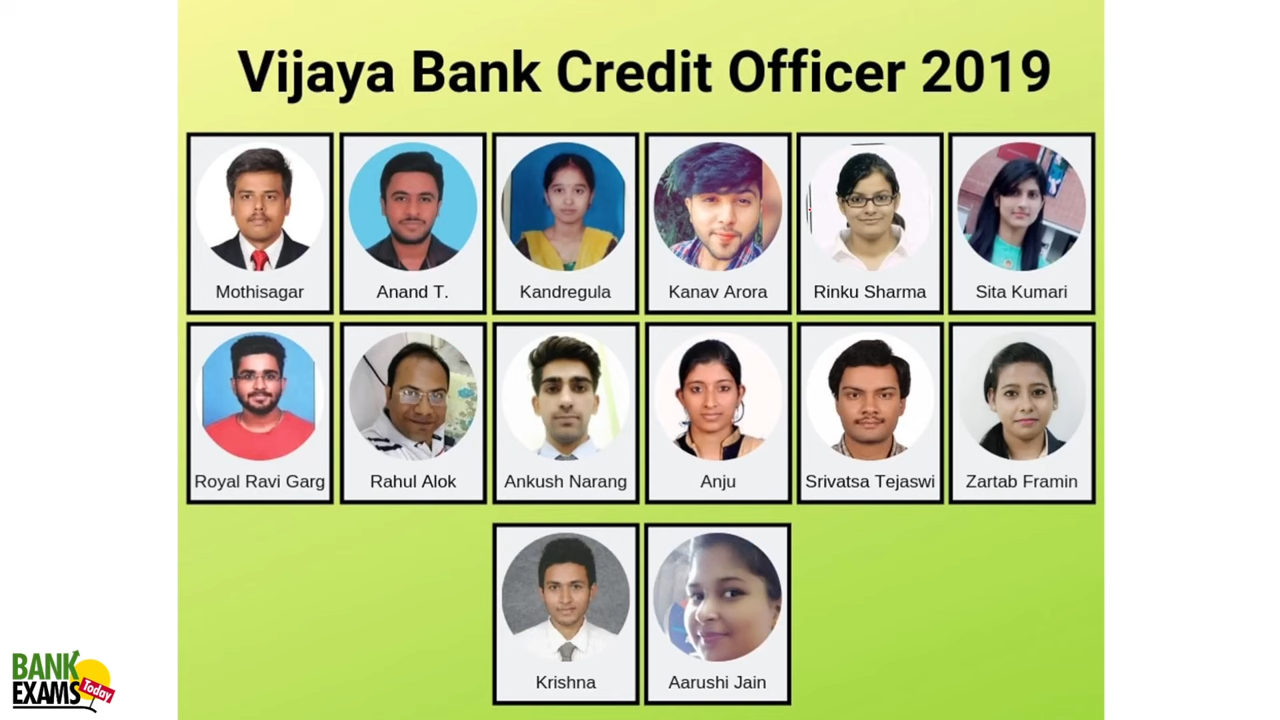 Vijaya Bank Credit Officer 2019
Mothisagar
Anand T.
Kandregula
Kanav Arora
Rinku Sharma
Sita Kumari
Royal Ravi Garg
Rahul Alok
Ankush Narang
Anju
Srivatsa Tejaswi
Zartab Framin
Krishna
Aarushi Jain
BANK
EXAMS
Today